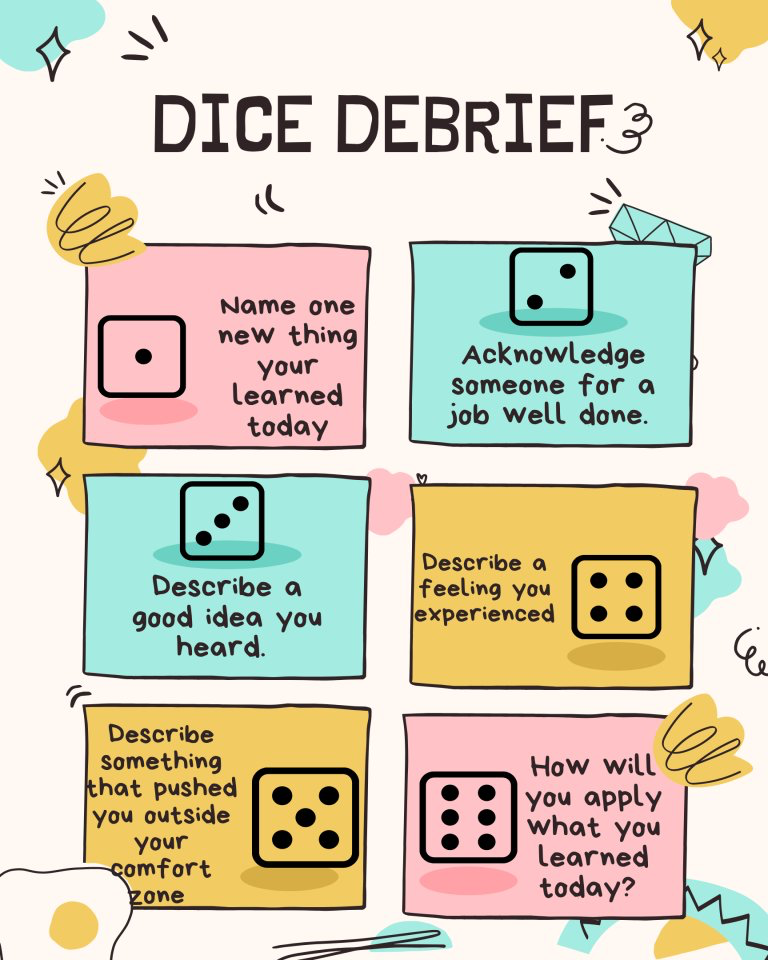 DICE DEBRIEF
Name one
new thing
your
learned
today
Acknowledge
someone for a
job well done.
Describe a
good idea you
heard.
Describe a
feeling you
experienced
Describe
something
that pushed
you outside
your
comfort
zone
How will
you apply
what you
learned
today?